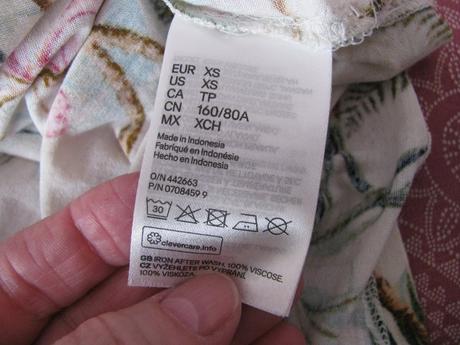 EUR XS
US XS
CA TP
CN 160/80A
MX XCH
Made in Indonesia
Fabriqué en Indonésie
Hecho en Indonesia
O/N 442663
P/N 0708459 9
30
clevercare.info
GB IRON AFTER WASH. 100% VISCOSE.
CZ VYŽEHLETE PO VYPRÁNÍ.
100% VISKÓZA